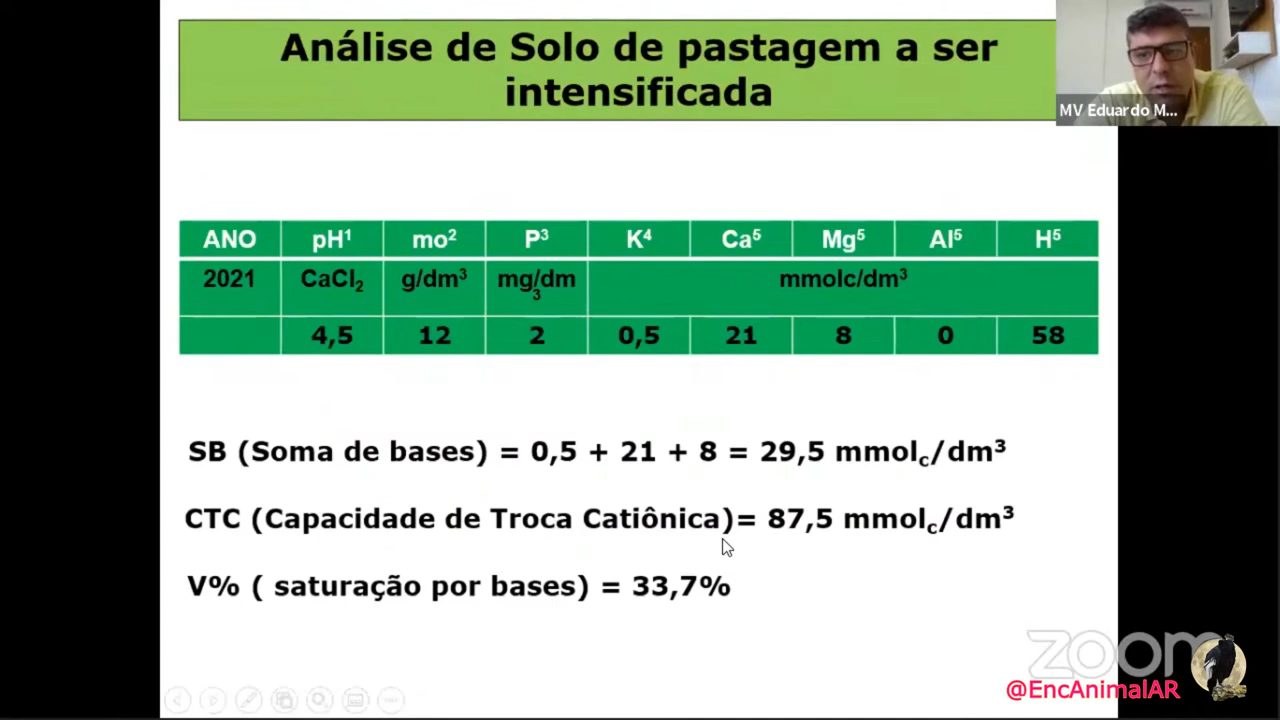 Análise de Solo de pastagem a ser
intensificada
MV Eduardo M...
ANO pH¹ mo² P³ K⁴ Ca⁵ Mg⁵ Al⁵ H⁵
2021 CaCl₂ g/dm³ mg/dm³ mmolc/dm³
4,5 12 2 0,5 21 8 0 58
SB (Soma de bases) = 0,5 + 21 + 8 = 29,5 mmol꜀/dm³
CTC (Capacidade de Troca Catiônica)= 87,5 mmol꜀/dm³
V% ( saturação por bases) = 33,7%
zoom
@EncAnimalAR